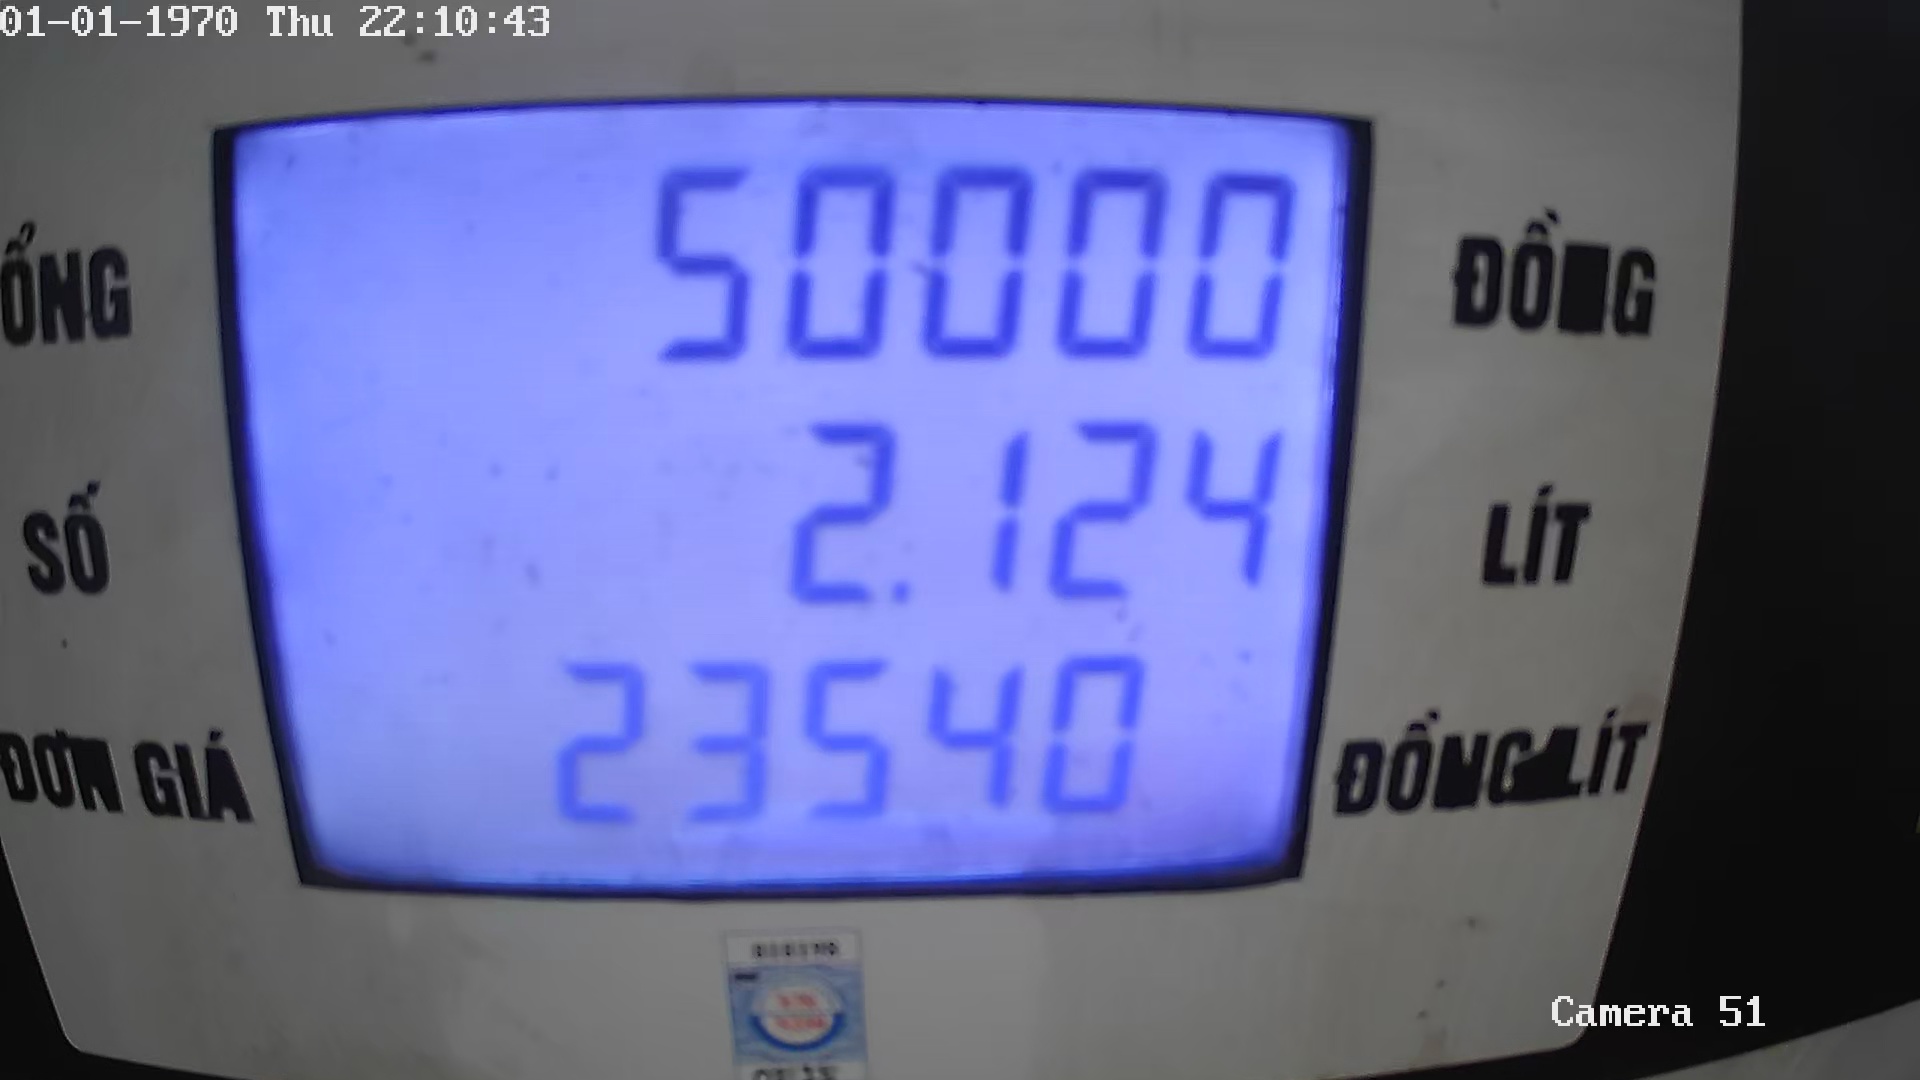 01-01-1970 Thu 22:10:43
ỔNG 50000 ĐỒNG
SỐ 2.124 LÍT
ĐƠN GIÁ 23540 ĐỒNG/LÍT
Camera 51